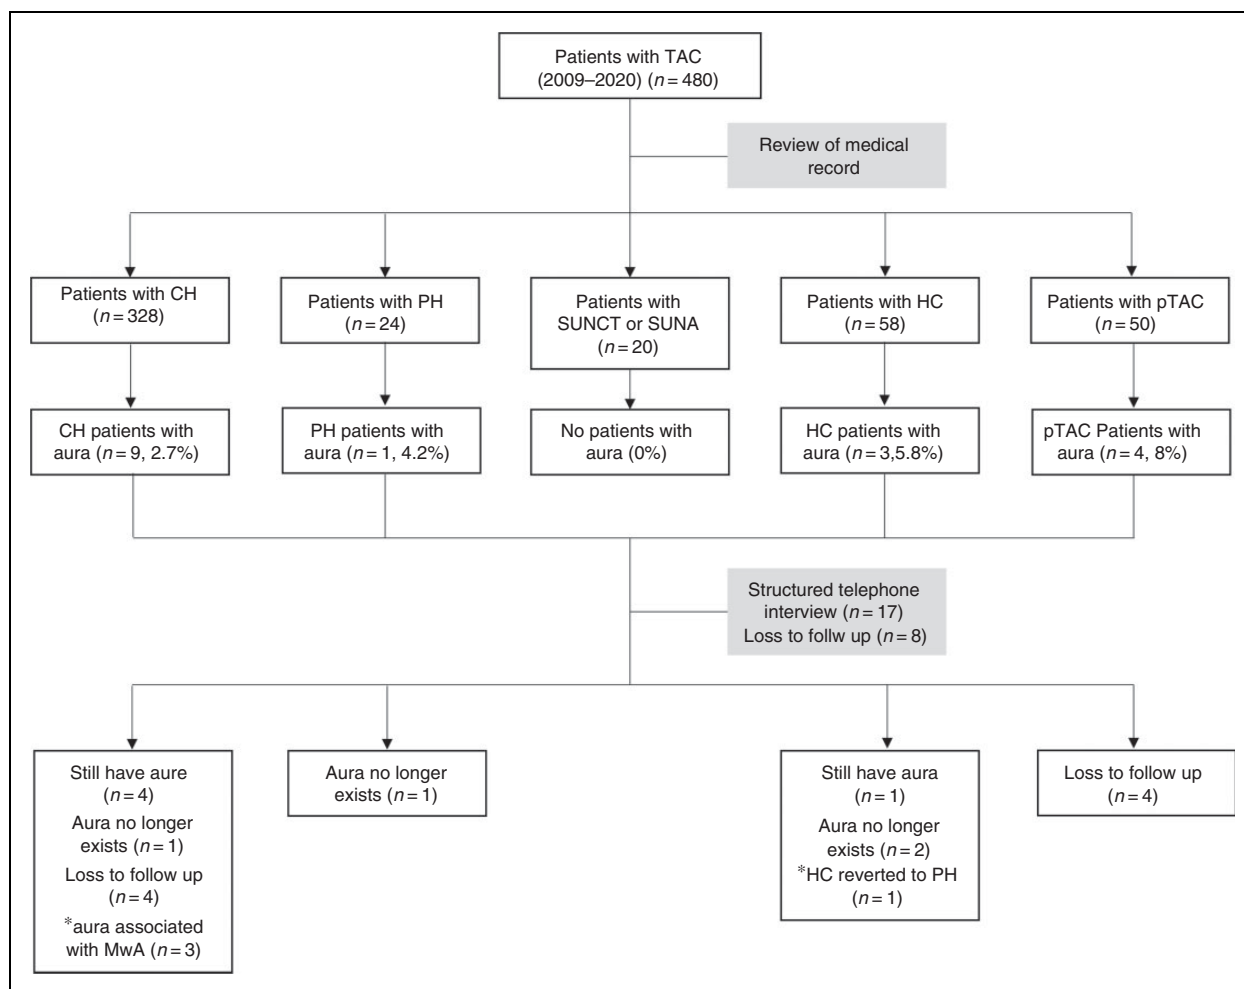 Patients with TAC
(2009–2020) (n = 480)
Review of medical
record
Patients with CH
(n = 328)
Patients with PH
(n = 24)
Patients with
SUNCT or SUNA
(n = 20)
Patients with HC
(n = 58)
Patients with pTAC
(n = 50)
CH patients with
aura (n = 9, 2.7%)
PH patients with
aura (n = 1, 4.2%)
No patients with
aura (0%)
HC patients with
aura (n = 3,5.8%)
pTAC Patients with
aura (n = 4, 8%)
Structured telephone
interview (n = 17)
Loss to follw up (n = 8)
Still have aure
(n = 4)
Aura no longer
exists (n = 1)
Loss to follow up
(n = 4)
*aura associated
with MwA (n = 3)
Aura no longer
exists (n = 1)
Still have aura
(n = 1)
Aura no longer
exists (n = 2)
*HC reverted to PH
(n = 1)
Loss to follow up
(n = 4)